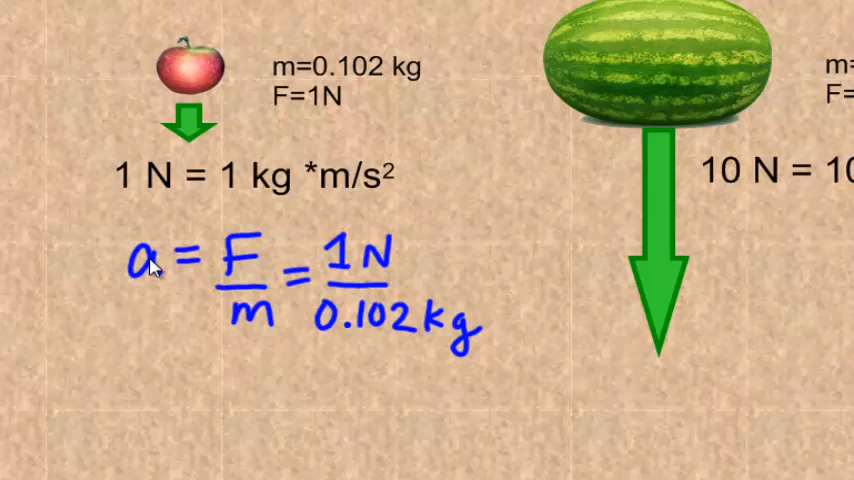 m=0.102 kg
F=1N
m=
F=
1 N = 1 kg *m/s²
10 N = 10
a = F/m = 1N/0.102kg